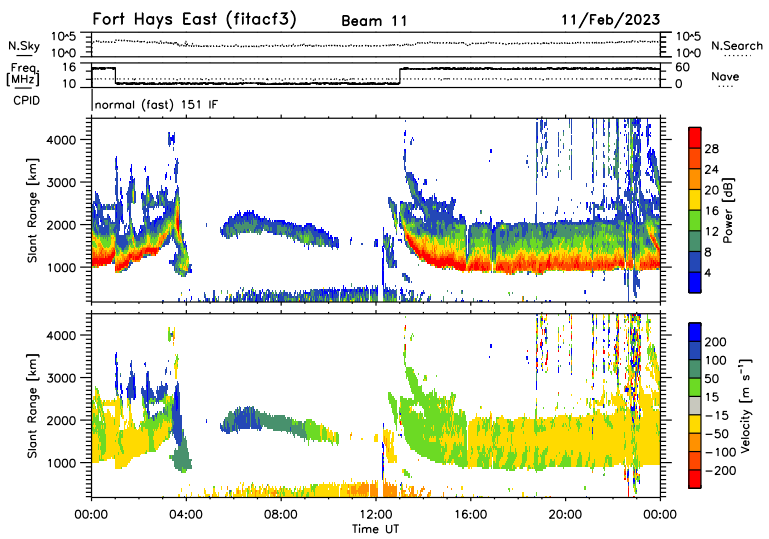 Fort Hays East (fitacf3) Beam 11 11/Feb/2023
N.Sky 10^5 10^0 10^5 10^0 N.Search
Freq. [MHz] 16 10 60 0 Nave
CPID normal (fast) 151 IF
Slant Range [km] 4000 3000 2000 1000
Power [dB] 28 24 20 16 12 8 4
Slant Range [km] 4000 3000 2000 1000
Velocity [m s⁻¹] 200 100 50 15 −15 −50 −100 −200
00:00 04:00 08:00 12:00 16:00 20:00 00:00
Time UT